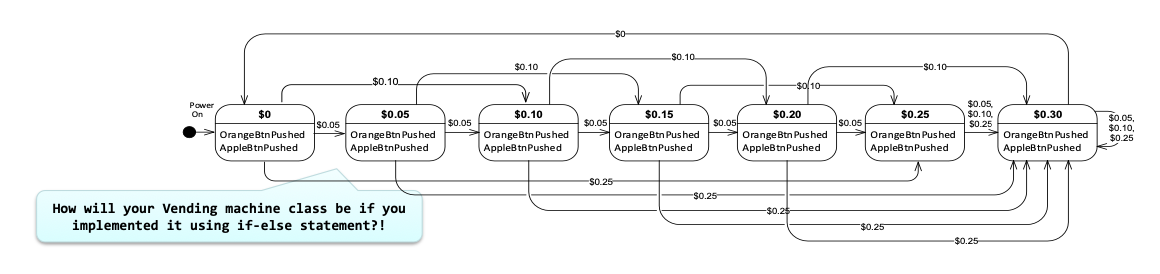 $0
$0.10
$0.10
$0.10
$0.10
$0.10
Power
On
$0
OrangeBtnPushed
AppleBtnPushed
$0.05
$0.05
OrangeBtnPushed
AppleBtnPushed
$0.05
$0.10
OrangeBtnPushed
AppleBtnPushed
$0.05
$0.15
OrangeBtnPushed
AppleBtnPushed
$0.05
$0.20
OrangeBtnPushed
AppleBtnPushed
$0.05
$0.25
OrangeBtnPushed
AppleBtnPushed
$0.05,
$0.10,
$0.25
$0.30
OrangeBtnPushed
AppleBtnPushed
$0.05,
$0.10,
$0.25
$0.25
$0.25
$0.25
$0.25
$0.25
How will your Vending machine class be if you
implemented it using if-else statement?!